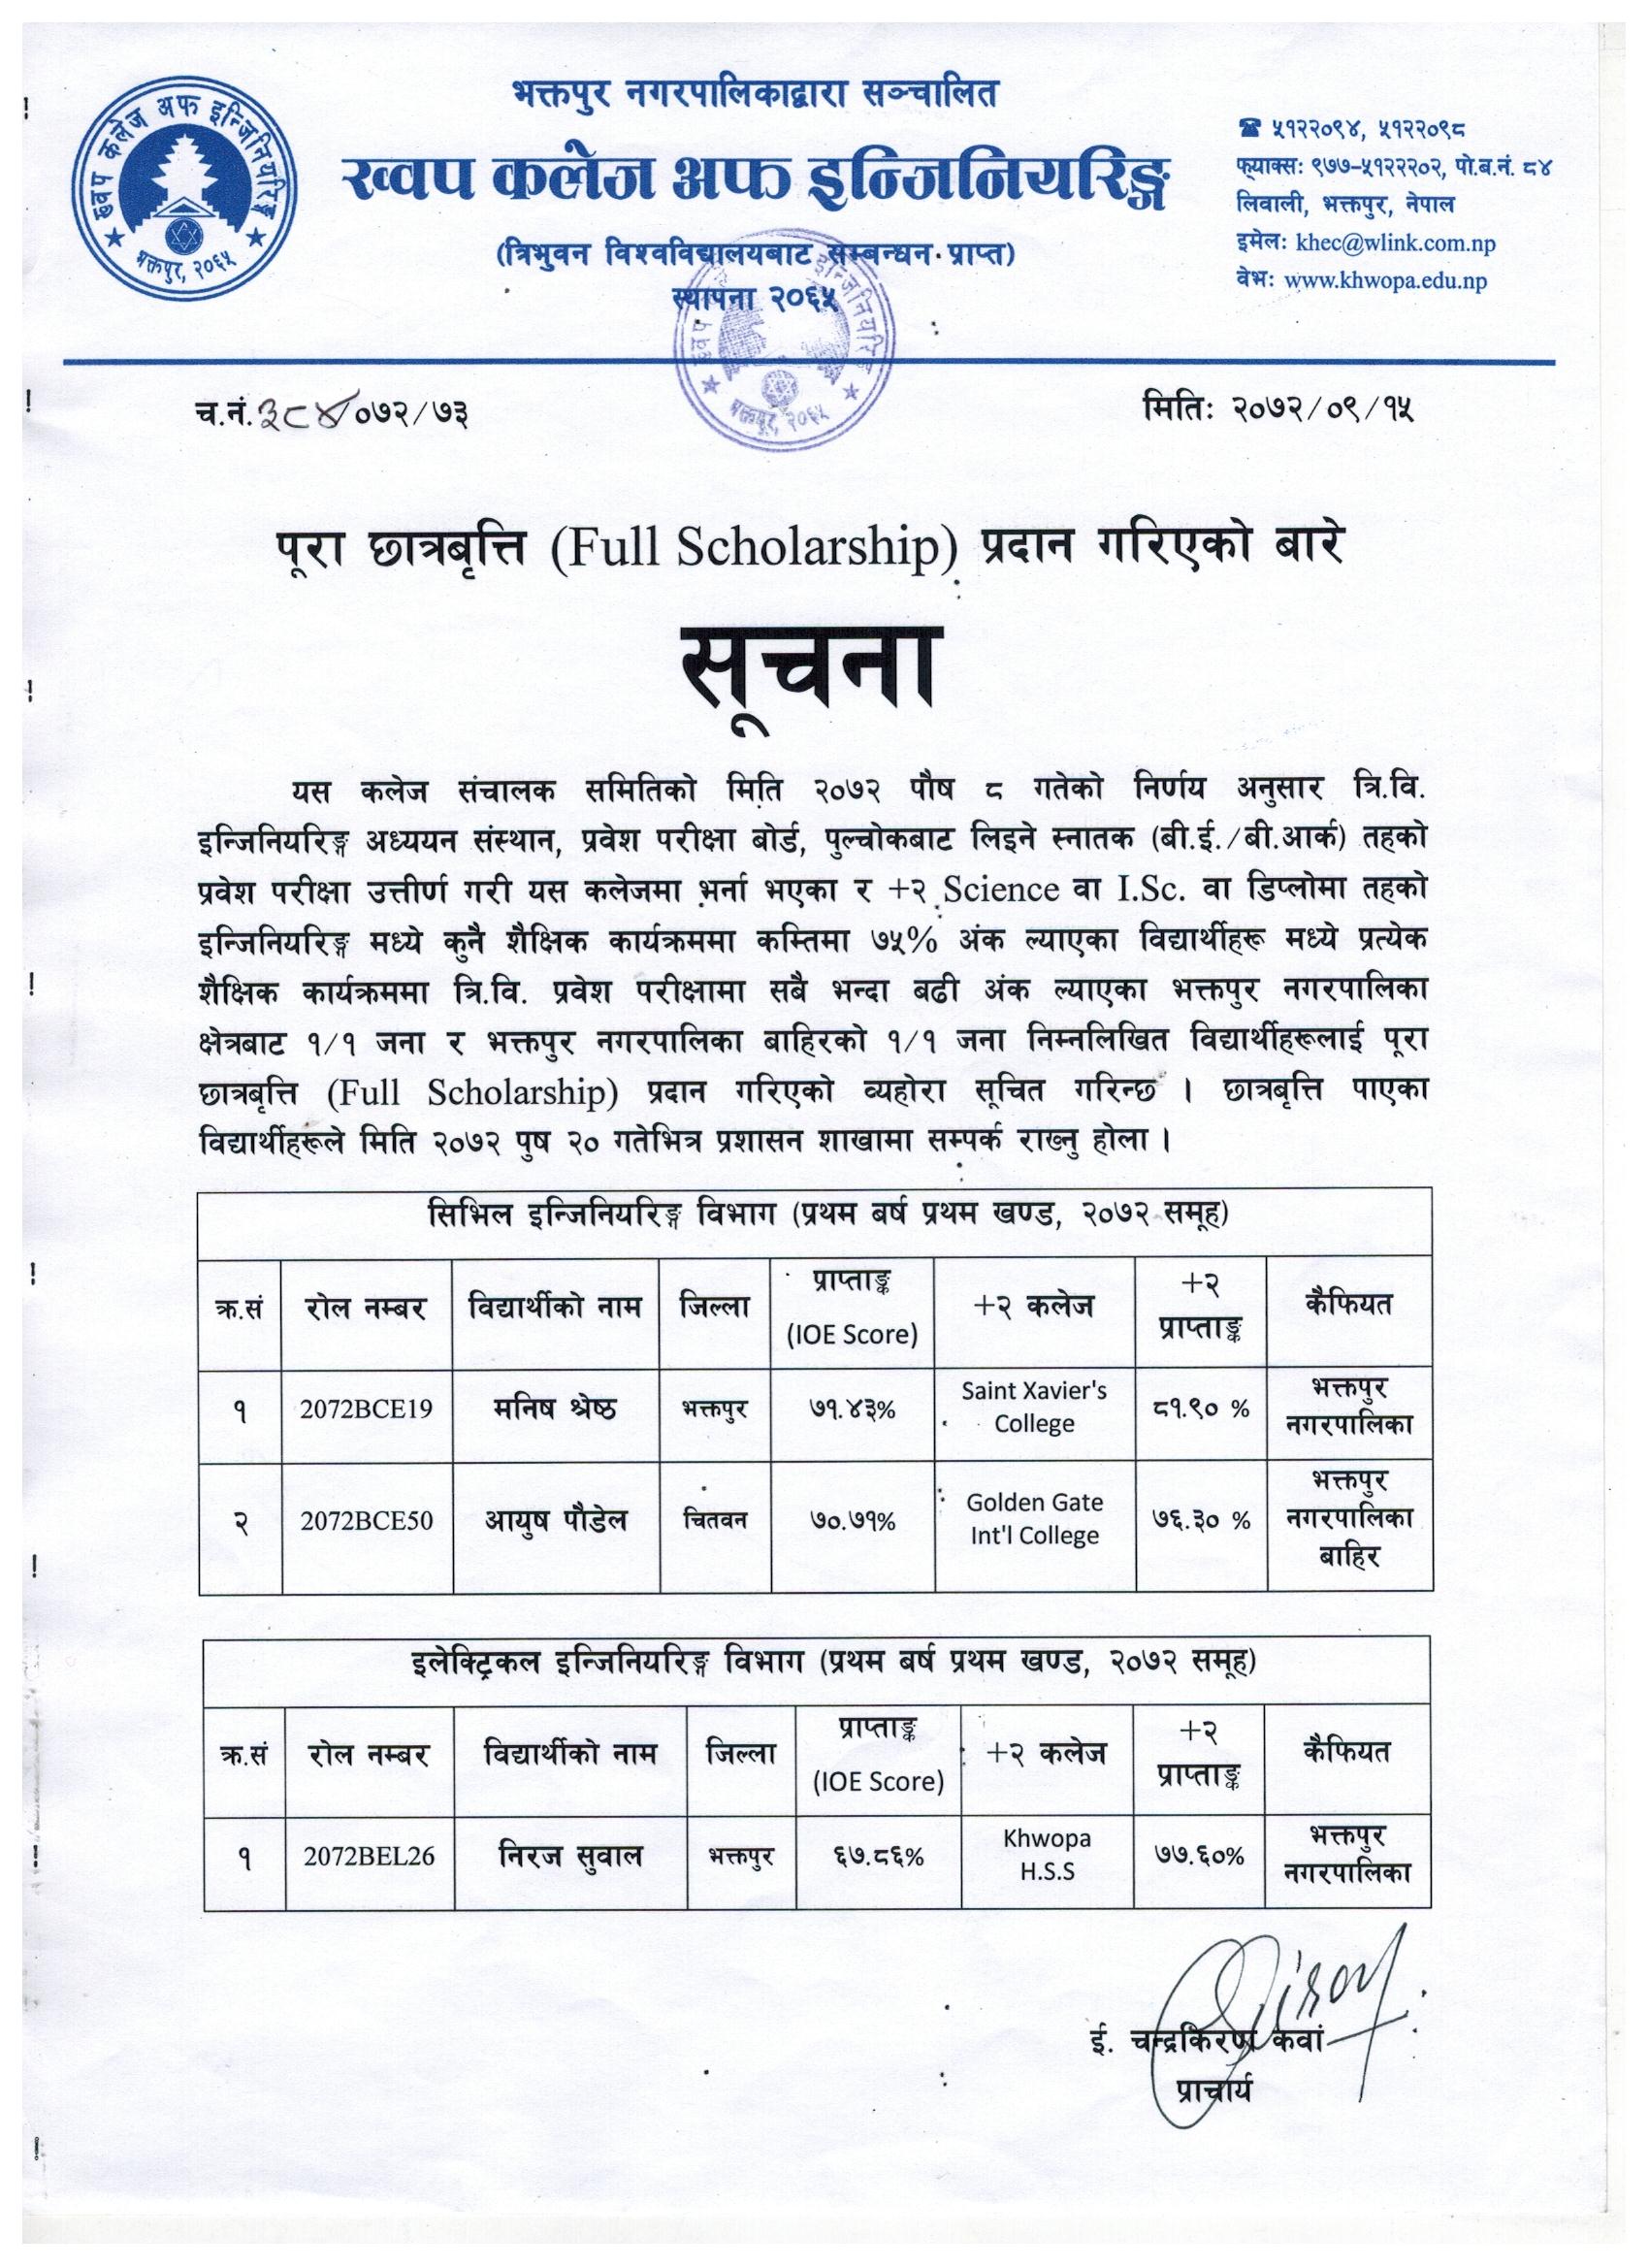 ख्वप कलेज अफ इन्जिनियरिङ्ग
भक्तपुर, २०६५
भक्तपुर नगरपालिकाद्वारा सञ्चालित
ख्वप कलेज अफ इन्जिनियरिङ्ग
(त्रिभुवन विश्वविद्यालयबाट सम्बन्धन प्राप्त)
स्थापना २०६५
☎ ५१२२०९४, ५१२२०९८
फ्याक्स: ९७७-५१२२२०२, पो.ब.नं. ८४
लिवाली, भक्तपुर, नेपाल
इमेल: khec@wlink.com.np
वेभ: www.khwopa.edu.np
भक्तपुर, २०६५
च.नं. ३८४ ०७२/७३
मितिः २०७२/०९/१५
पूरा छात्रबृत्ति (Full Scholarship) प्रदान गरिएको बारे
सूचना
यस कलेज संचालक समितिको मिति २०७२ पौष ८ गतेको निर्णय अनुसार त्रि.वि.
इन्जिनियरिङ्ग अध्ययन संस्थान, प्रवेश परीक्षा बोर्ड, पुल्चोकबाट लिइने स्नातक (बी.ई./बी.आर्क) तहको
प्रवेश परीक्षा उत्तीर्ण गरी यस कलेजमा भर्ना भएका र +२ Science वा I.Sc. वा डिप्लोमा तहको
इन्जिनियरिङ्ग मध्ये कुनै शैक्षिक कार्यक्रममा कम्तिमा ७५% अंक ल्याएका विद्यार्थीहरू मध्ये प्रत्येक
शैक्षिक कार्यक्रममा त्रि.वि. प्रवेश परीक्षामा सबै भन्दा बढी अंक ल्याएका भक्तपुर नगरपालिका
क्षेत्रबाट १/१ जना र भक्तपुर नगरपालिका बाहिरको १/१ जना निम्नलिखित विद्यार्थीहरूलाई पूरा
छात्रबृत्ति (Full Scholarship) प्रदान गरिएको व्यहोरा सूचित गरिन्छ । छात्रबृत्ति पाएका
विद्यार्थीहरूले मिति २०७२ पुष २० गतेभित्र प्रशासन शाखामा सम्पर्क राख्नु होला ।
सिभिल इन्जिनियरिङ्ग विभाग (प्रथम बर्ष प्रथम खण्ड, २०७२ समूह)
क्र.सं रोल नम्बर विद्यार्थीको नाम जिल्ला प्राप्ताङ्क (IOE Score) +२ कलेज +२ प्राप्ताङ्क कैफियत
१ 2072BCE19 मनिष श्रेष्ठ भक्तपुर ७१.४३% Saint Xavier's College ८१.९० % भक्तपुर नगरपालिका
२ 2072BCE50 आयुष पौडेल चितवन ७०.७१% Golden Gate Int'l College ७६.३० % भक्तपुर नगरपालिका बाहिर
इलेक्ट्रिकल इन्जिनियरिङ्ग विभाग (प्रथम बर्ष प्रथम खण्ड, २०७२ समूह)
क्र.सं रोल नम्बर विद्यार्थीको नाम जिल्ला प्राप्ताङ्क (IOE Score) +२ कलेज +२ प्राप्ताङ्क कैफियत
१ 2072BEL26 निरज सुवाल भक्तपुर ६७.८६% Khwopa H.S.S ७७.६०% भक्तपुर नगरपालिका
ई. चन्द्रकिरण कवां
प्राचार्य